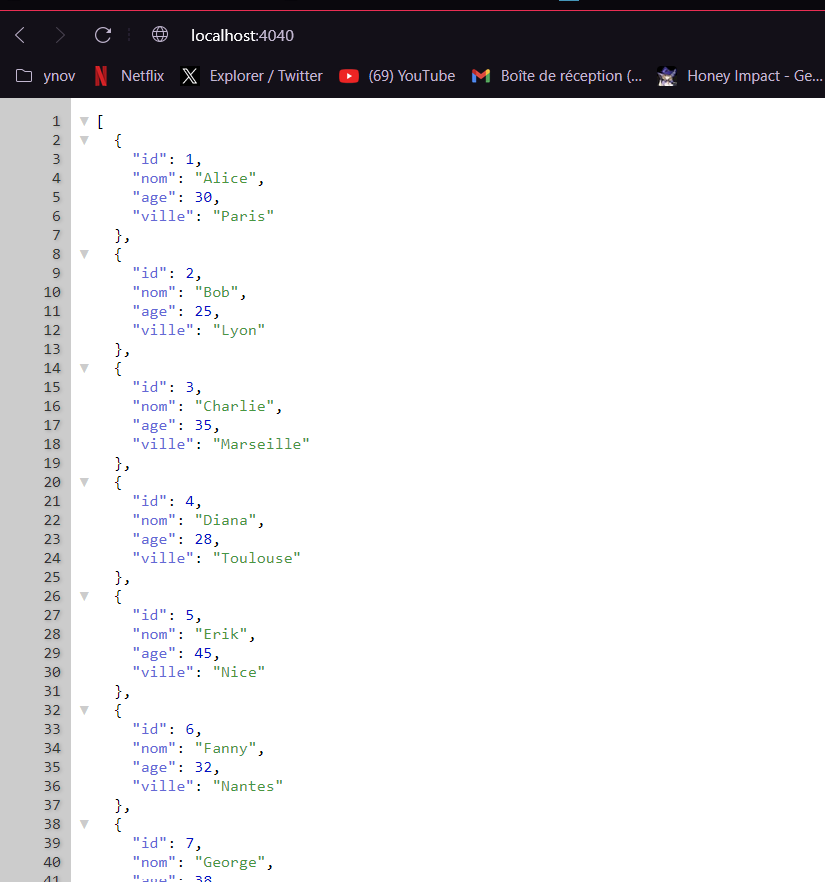 localhost:4040
ynov Netflix Explorer / Twitter (69) YouTube Boîte de réception (... Honey Impact - Ge...
1 [
2 {
3 "id": 1,
4 "nom": "Alice",
5 "age": 30,
6 "ville": "Paris"
7 },
8 {
9 "id": 2,
10 "nom": "Bob",
11 "age": 25,
12 "ville": "Lyon"
13 },
14 {
15 "id": 3,
16 "nom": "Charlie",
17 "age": 35,
18 "ville": "Marseille"
19 },
20 {
21 "id": 4,
22 "nom": "Diana",
23 "age": 28,
24 "ville": "Toulouse"
25 },
26 {
27 "id": 5,
28 "nom": "Erik",
29 "age": 45,
30 "ville": "Nice"
31 },
32 {
33 "id": 6,
34 "nom": "Fanny",
35 "age": 32,
36 "ville": "Nantes"
37 },
38 {
39 "id": 7,
40 "nom": "George",
41 "age": 38